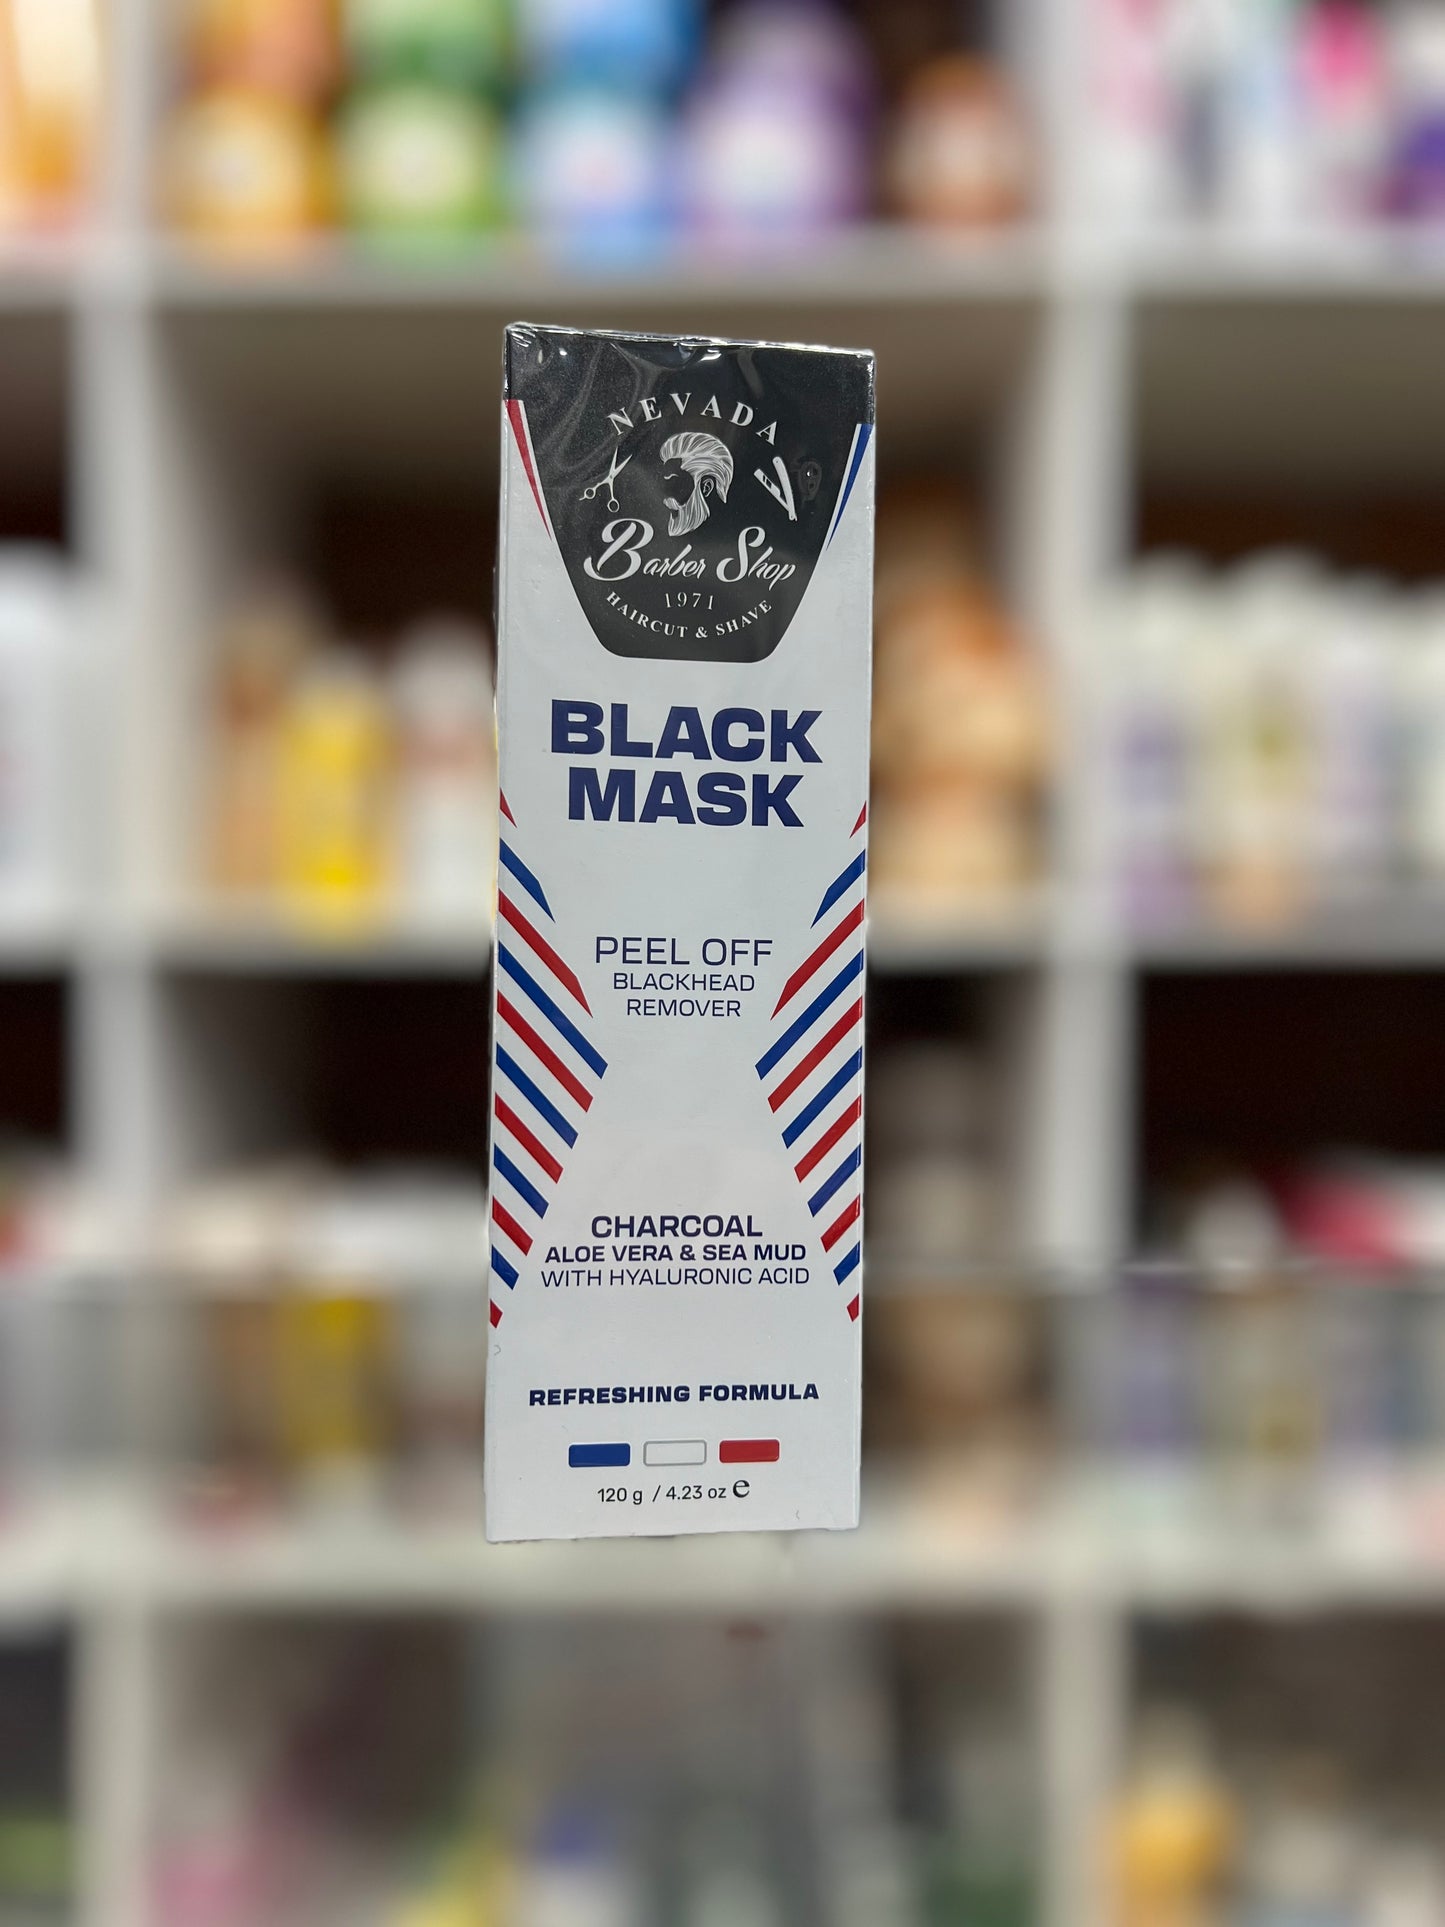 NEVADA
Barber Shop
1971
HAIRCUT & SHAVE
BLACK
MASK
PEEL OFF
BLACKHEAD
REMOVER
CHARCOAL
ALOE VERA & SEA MUD
WITH HYALURONIC ACID
REFRESHING FORMULA
120 g / 4.23 oz e